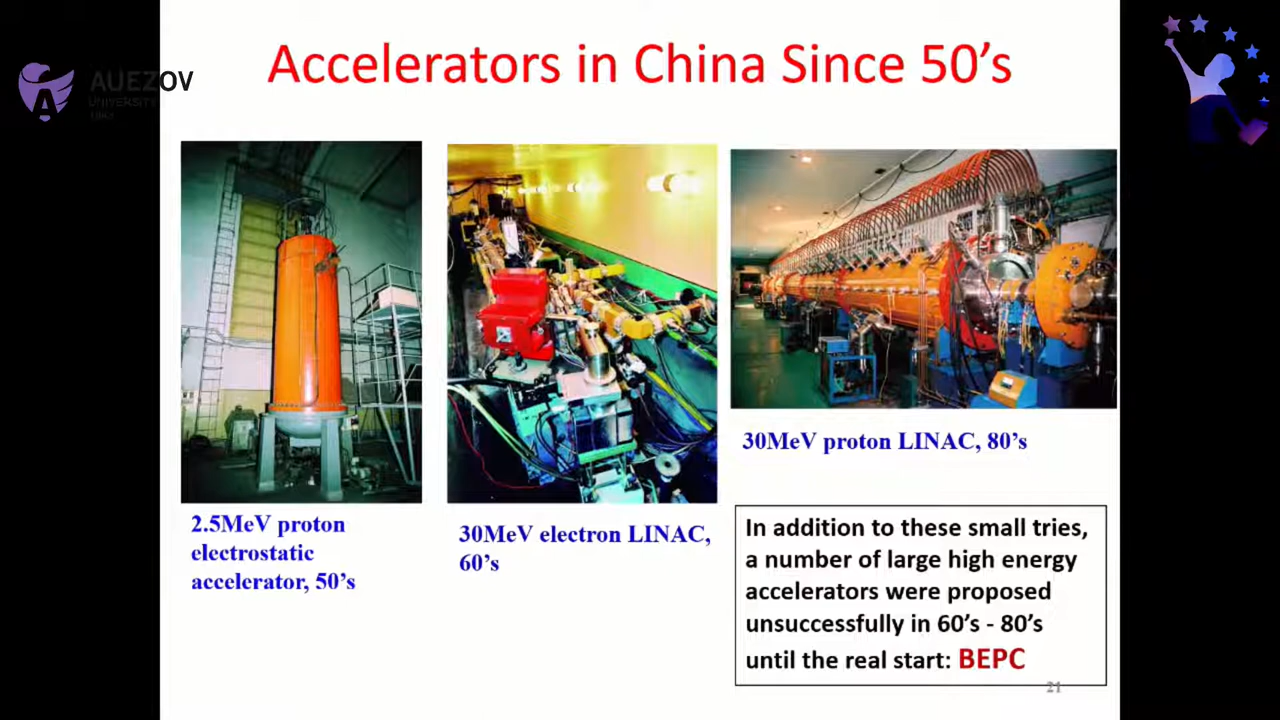 Accelerators in China Since 50's
AUEZOV
UNIVERSITY
2.5MeV proton
electrostatic
accelerator, 50's
30MeV electron LINAC,
60's
30MeV proton LINAC, 80's
In addition to these small tries,
a number of large high energy
accelerators were proposed
unsuccessfully in 60's - 80's
until the real start: BEPC
21